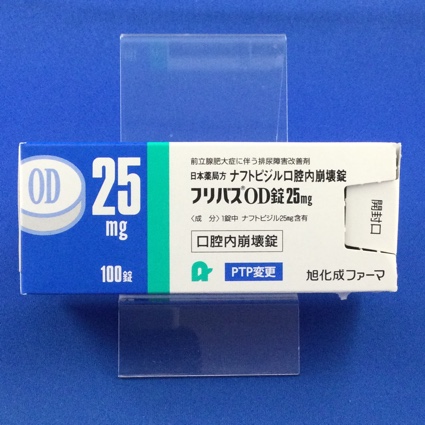 OD
25
mg
100錠
前立腺肥大症に伴う排尿障害改善剤
日本薬局方 ナフトピジル口腔内崩壊錠
フリバス®OD錠25mg
〈成 分〉1錠中 ナフトピジル25mg含有
口腔内崩壊錠
PTP変更
旭化成ファーマ
開封口